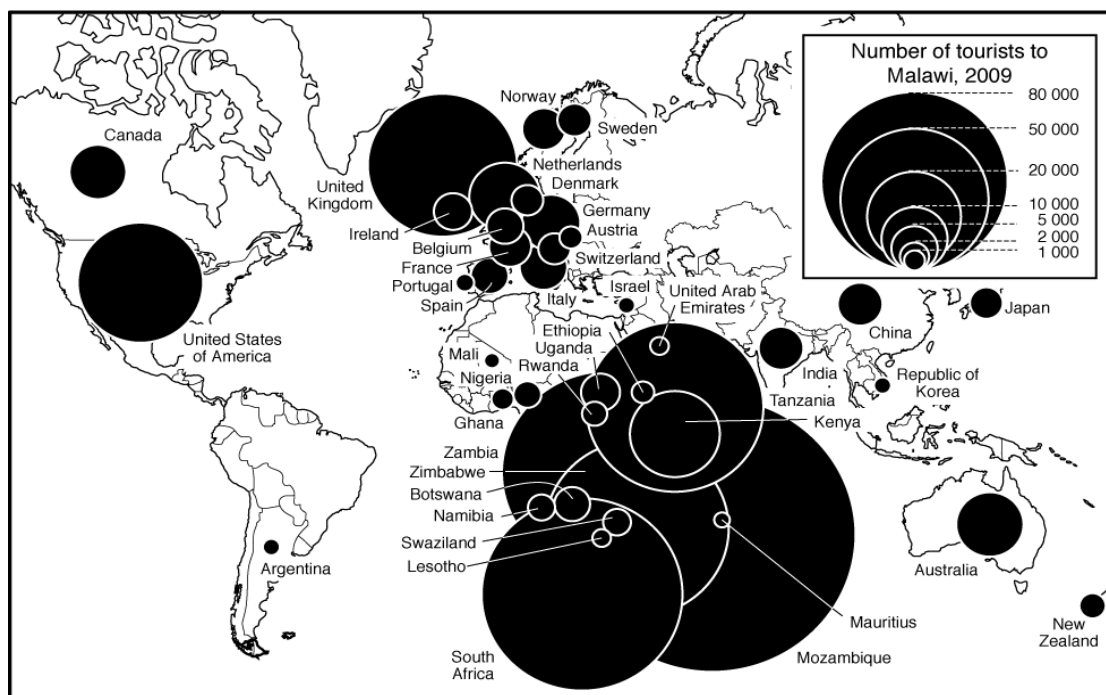 Number of tourists to
Malawi, 2009
80 000
50 000
20 000
10 000
5 000
2 000
1 000
Norway
Sweden
Canada
Netherlands
Denmark
United
Kingdom
Germany
Austria
Ireland
Belgium
France
Switzerland
Portugal
Spain
Italy
Israel
United Arab
Emirates
China
Japan
United States
of America
Ethiopia
Uganda
Rwanda
Mali
Nigeria
Ghana
India
Republic of
Korea
Tanzania
Kenya
Zambia
Zimbabwe
Botswana
Namibia
Swaziland
Lesotho
Argentina
Australia
Mauritius
New
Zealand
South
Africa
Mozambique